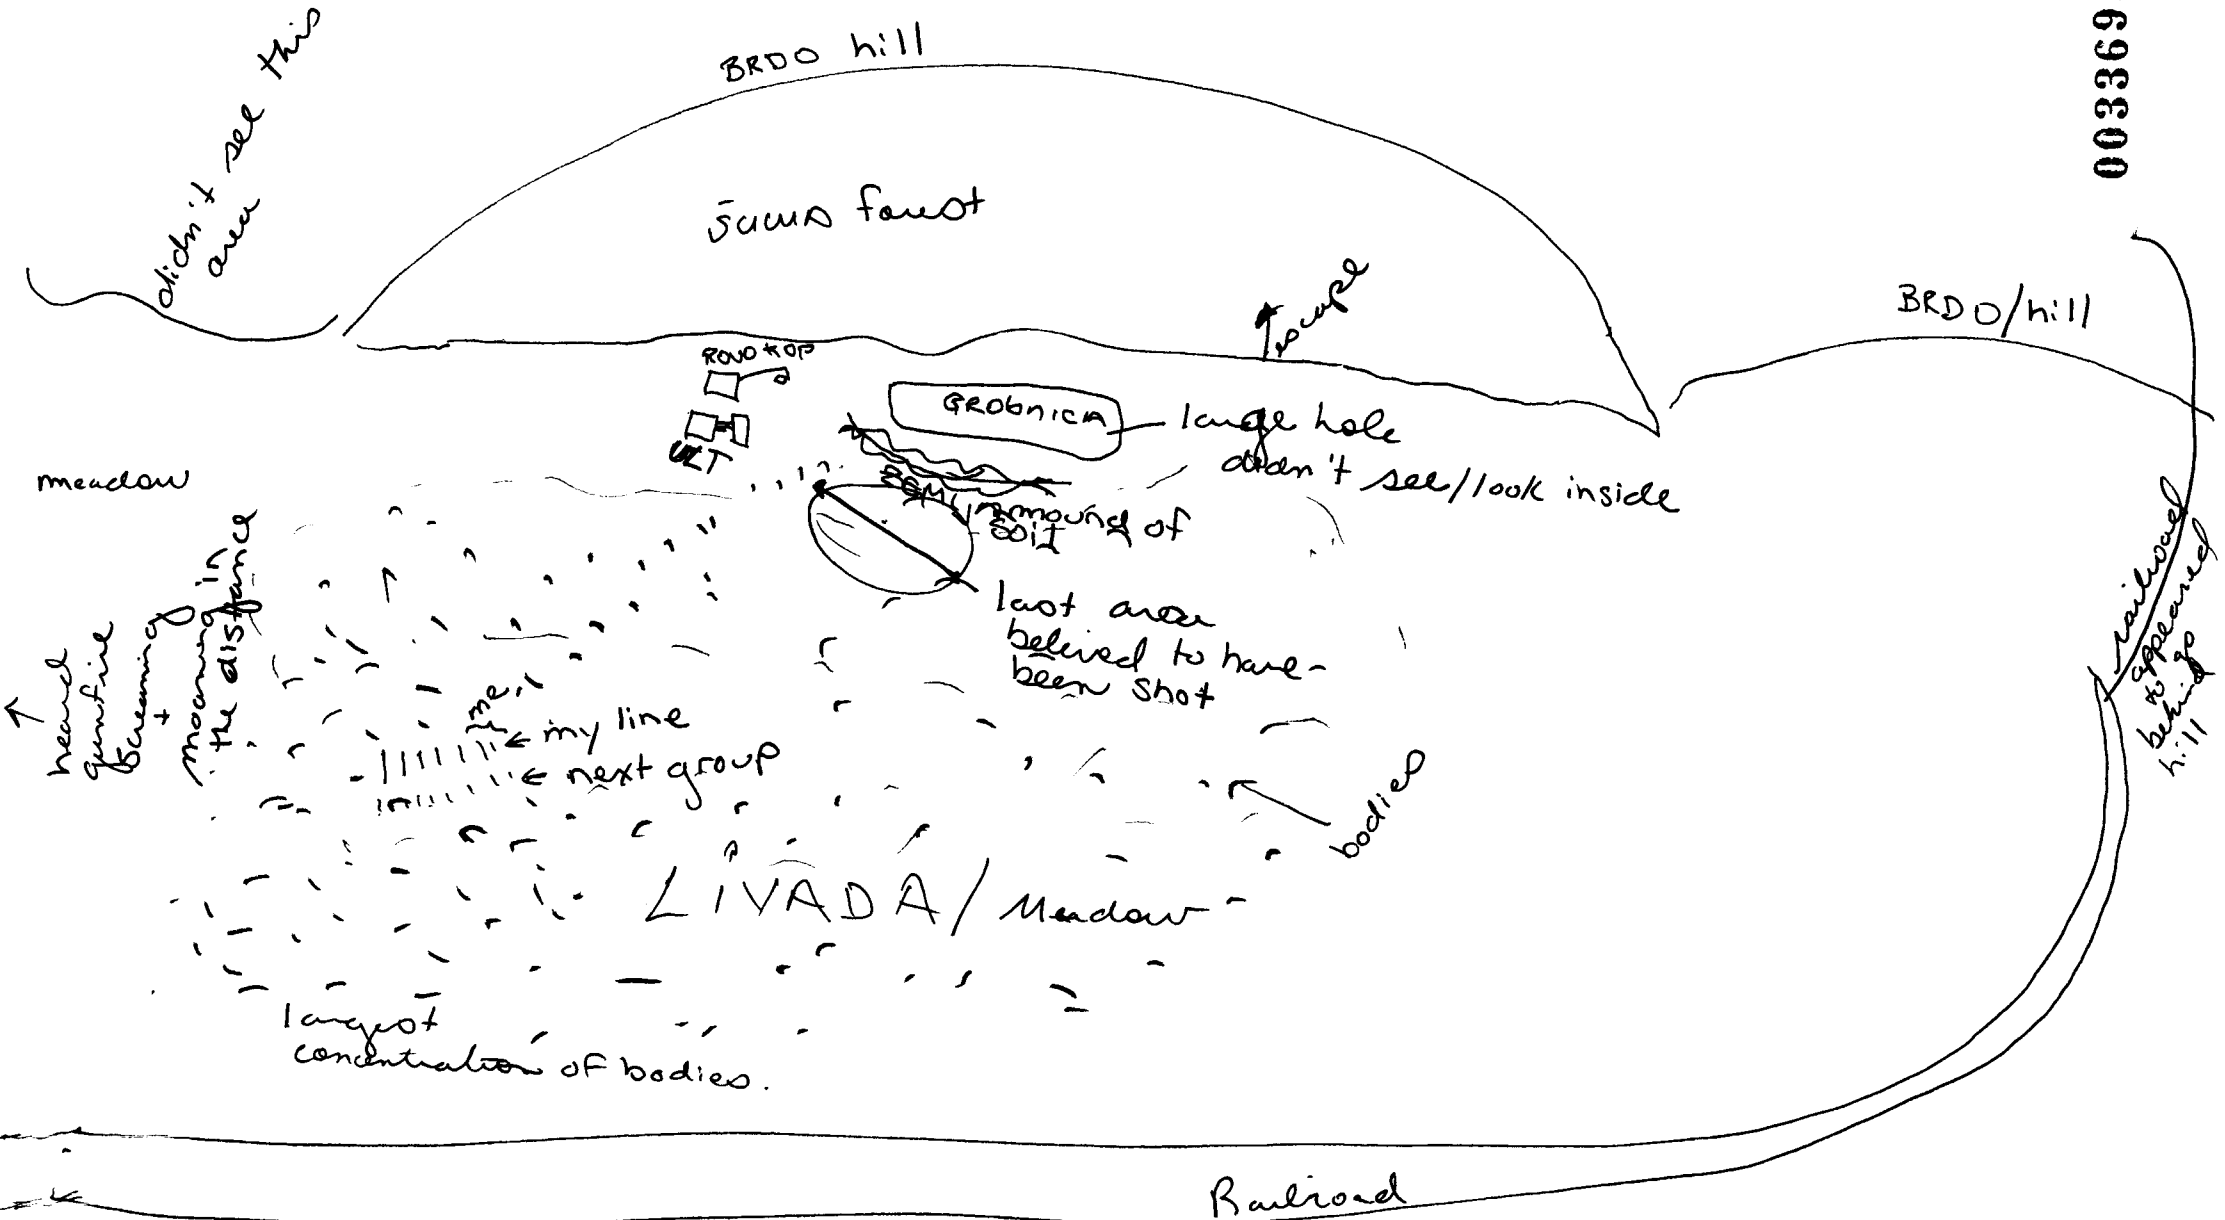 003369
didn't see this
area
BRDO hill
šuma forest
escape
BRDO/hill
ROVOKOP
GROBNICA
large hole
didn't see/look inside
ULT
meadow
ZEMLJA mound of
soil
last area
believed to have
been shot
heard
gunfire
screaming
+
moaning in
the distance
me
my line
next group
bodies
railroad
appeared
to go
behind
hill
LIVADA/Meadow
largest
concentration of bodies.
Railroad